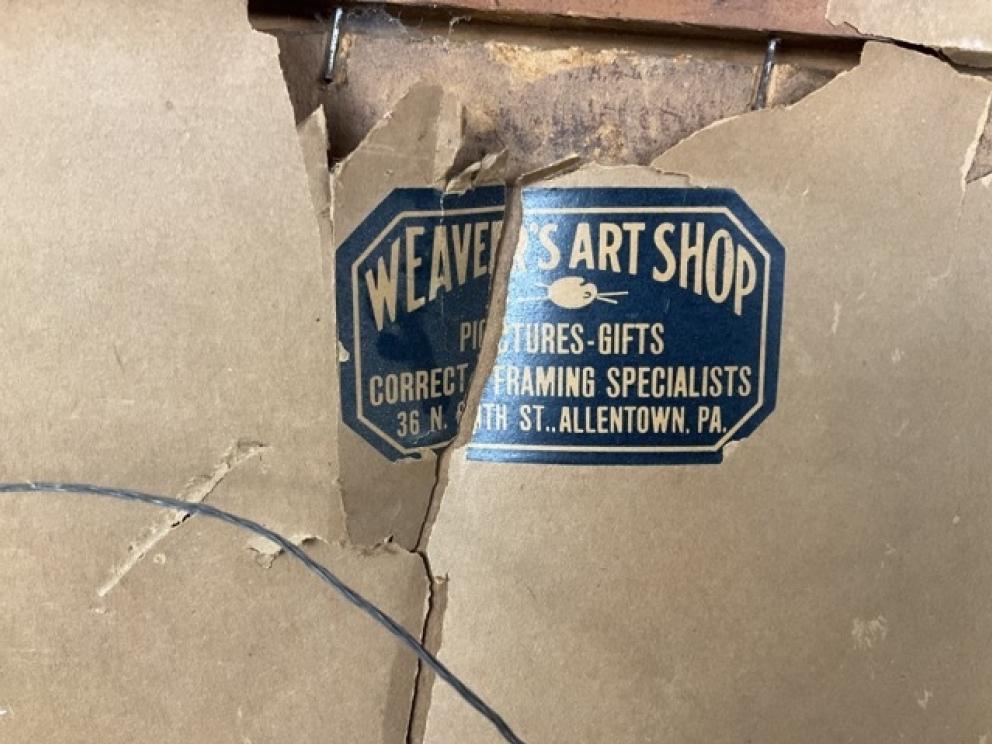 WEAVER'S ART SHOP
PICTURES-GIFTS
CORRECT FRAMING SPECIALISTS
36 N. ST., ALLENTOWN, PA.